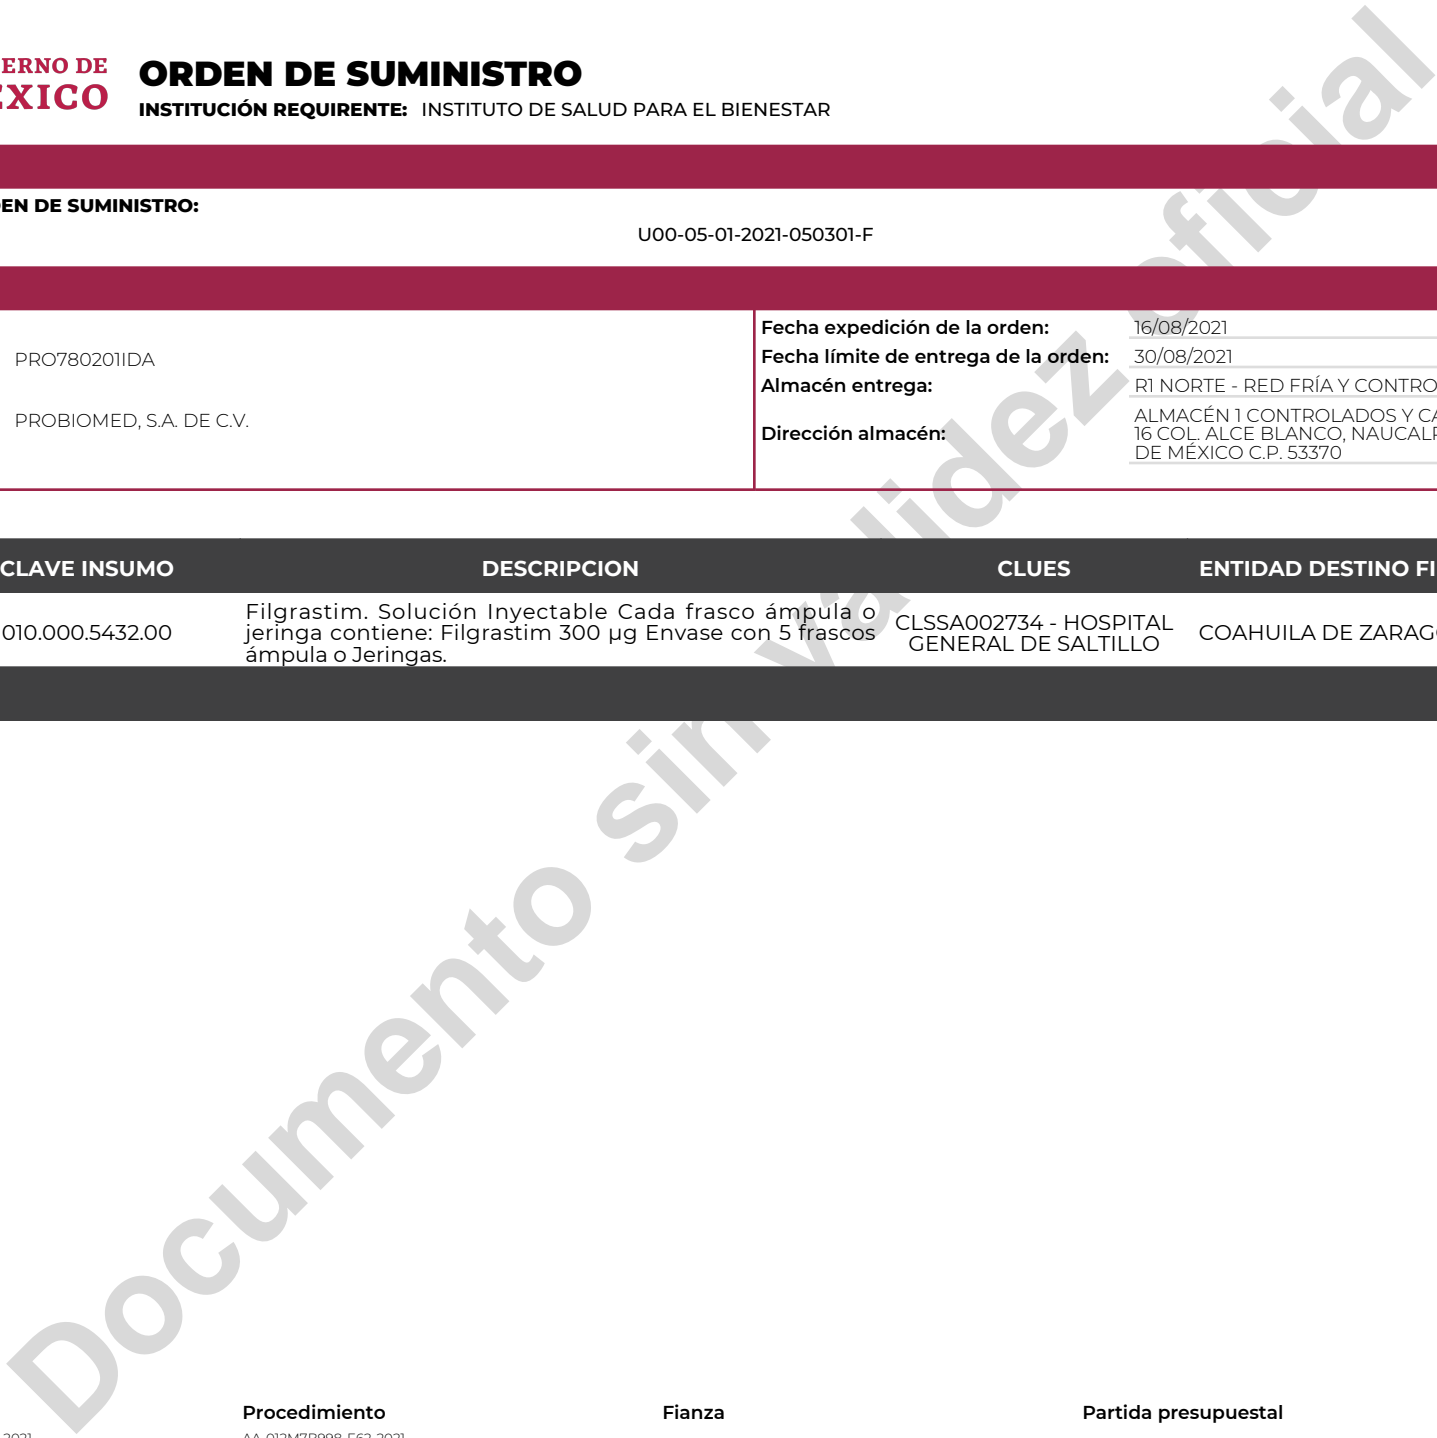 ERNO DE
ÉXICO
ORDEN DE SUMINISTRO
INSTITUCIÓN REQUIRENTE: INSTITUTO DE SALUD PARA EL BIENESTAR
EN DE SUMINISTRO:
U00-05-01-2021-050301-F
PRO780201IDA
PROBIOMED, S.A. DE C.V.
Fecha expedición de la orden: 16/08/2021
Fecha límite de entrega de la orden: 30/08/2021
Almacén entrega: R1 NORTE - RED FRÍA Y CONTRO
Dirección almacén:
ALMACÉN 1 CONTROLADOS Y CA
16 COL. ALCE BLANCO, NAUCALP
DE MÉXICO C.P. 53370
CLAVE INSUMO DESCRIPCION CLUES ENTIDAD DESTINO FI
010.000.5432.00
Filgrastim. Solución Inyectable Cada frasco ámpula o
jeringa contiene: Filgrastim 300 µg Envase con 5 frascos
ámpula o Jeringas.
CLSSA002734 - HOSPITAL
GENERAL DE SALTILLO
COAHUILA DE ZARAG
Documento sin validez oficial
Procedimiento Fianza Partida presupuestal